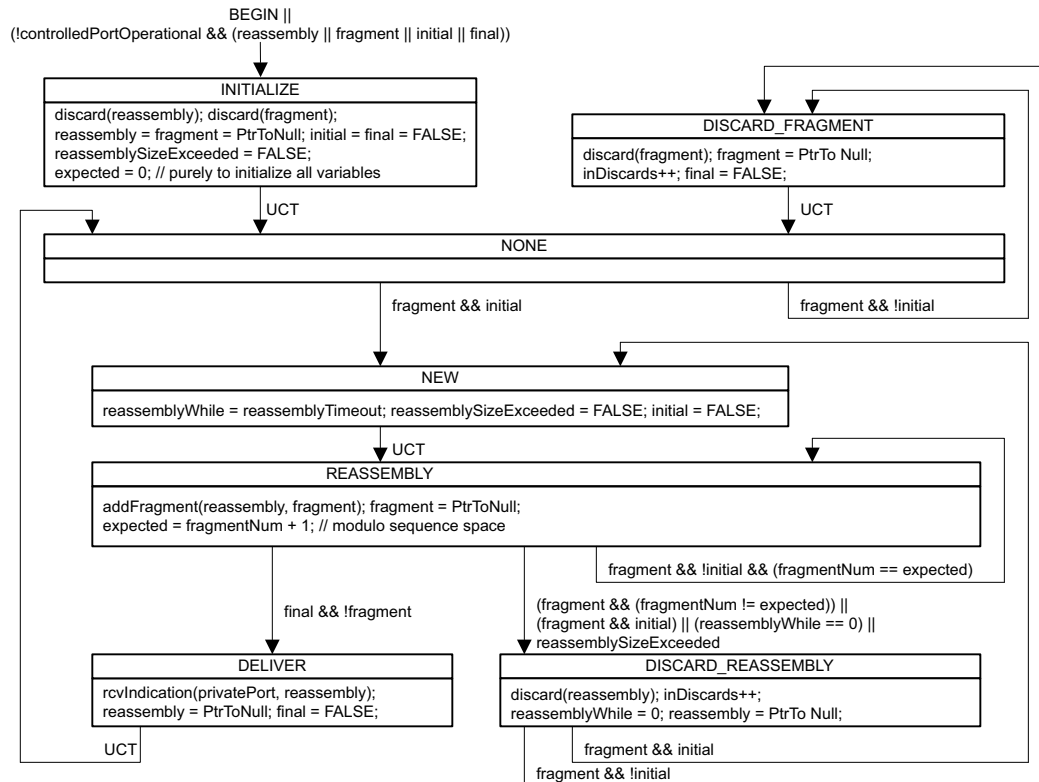 BEGIN ||
(!controlledPortOperational && (reassembly || fragment || initial || final))
INITIALIZE
discard(reassembly); discard(fragment);
reassembly = fragment = PtrToNull; initial = final = FALSE;
reassemblySizeExceeded = FALSE;
expected = 0; // purely to initialize all variables
DISCARD_FRAGMENT
discard(fragment); fragment = PtrTo Null;
inDiscards++; final = FALSE;
UCT
UCT
NONE
fragment && initial
fragment && !initial
NEW
reassemblyWhile = reassemblyTimeout; reassemblySizeExceeded = FALSE; initial = FALSE;
UCT
REASSEMBLY
addFragment(reassembly, fragment); fragment = PtrToNull;
expected = fragmentNum + 1; // modulo sequence space
fragment && !initial && (fragmentNum == expected)
final && !fragment
(fragment && (fragmentNum != expected)) ||
(fragment && initial) || (reassemblyWhile == 0) ||
reassemblySizeExceeded
DELIVER
rcvIndication(privatePort, reassembly);
reassembly = PtrToNull; final = FALSE;
DISCARD_REASSEMBLY
discard(reassembly); inDiscards++;
reassemblyWhile = 0; reassembly = PtrTo Null;
UCT
fragment && initial
fragment && !initial